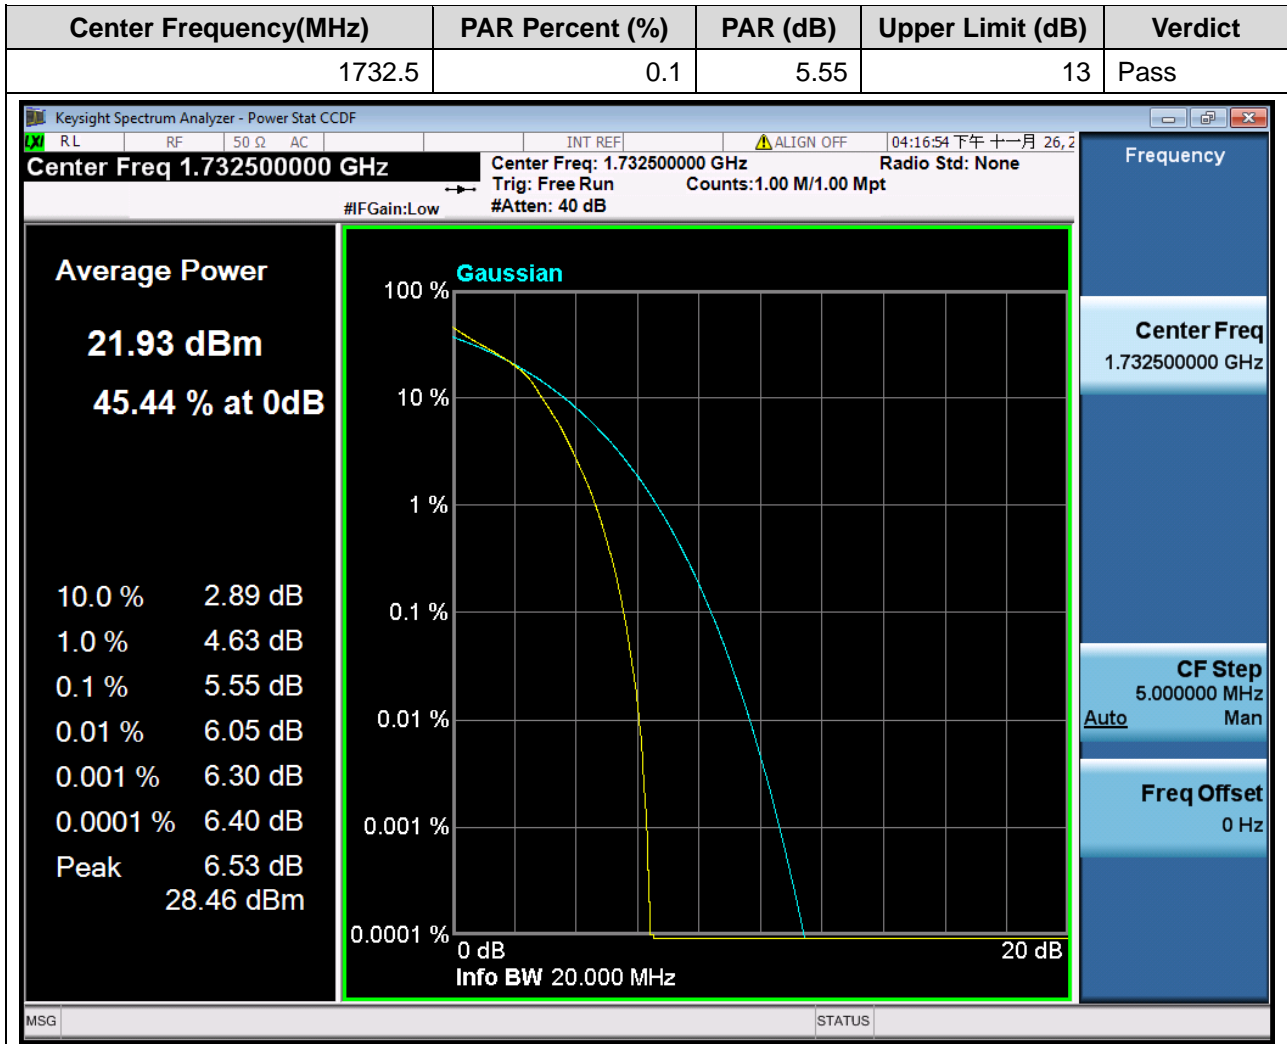 Center Frequency(MHz) PAR Percent (%) PAR (dB) Upper Limit (dB) Verdict
1732.5 0.1 5.55 13 Pass
Keysight Spectrum Analyzer - Power Stat CCDF
LXI RL RF 50 Ω AC INT REF ALIGN OFF 04:16:54 下午 十一月 26, 2
Center Freq 1.732500000 GHz
Center Freq: 1.732500000 GHz Radio Std: None
Trig: Free Run Counts:1.00 M/1.00 Mpt
#IFGain:Low #Atten: 40 dB
Average Power
21.93 dBm
45.44 % at 0dB
10.0 % 2.89 dB
1.0 % 4.63 dB
0.1 % 5.55 dB
0.01 % 6.05 dB
0.001 % 6.30 dB
0.0001 % 6.40 dB
Peak 6.53 dB
28.46 dBm
Gaussian
100 %
10 %
1 %
0.1 %
0.01 %
0.001 %
0.0001 %
0 dB 20 dB
Info BW 20.000 MHz
Frequency
Center Freq
1.732500000 GHz
CF Step
5.000000 MHz
Auto Man
Freq Offset
0 Hz
MSG STATUS